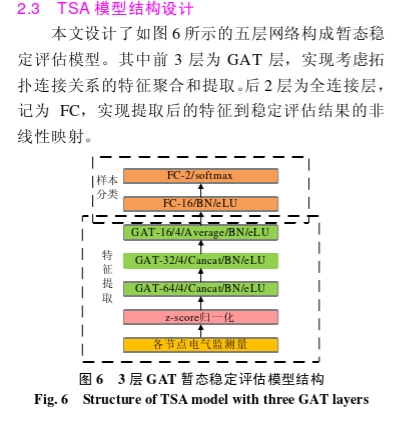 2.3 TSA 模型结构设计
本文设计了如图 6 所示的五层网络构成暂态稳
定评估模型。其中前 3 层为 GAT 层，实现考虑拓
扑连接关系的特征聚合和提取。后 2 层为全连接层，
记为 FC，实现提取后的特征到稳定评估结果的非
线性映射。
样本
分类
FC-2/softmax
FC-16/BN/eLU
特
征
提
取
GAT-16/4/Average/BN/eLU
GAT-32/4/Cancat/BN/eLU
GAT-64/4/Cancat/BN/eLU
z-score归一化
各节点电气监测量
图 6 3 层 GAT 暂态稳定评估模型结构
Fig. 6 Structure of TSA model with three GAT layers